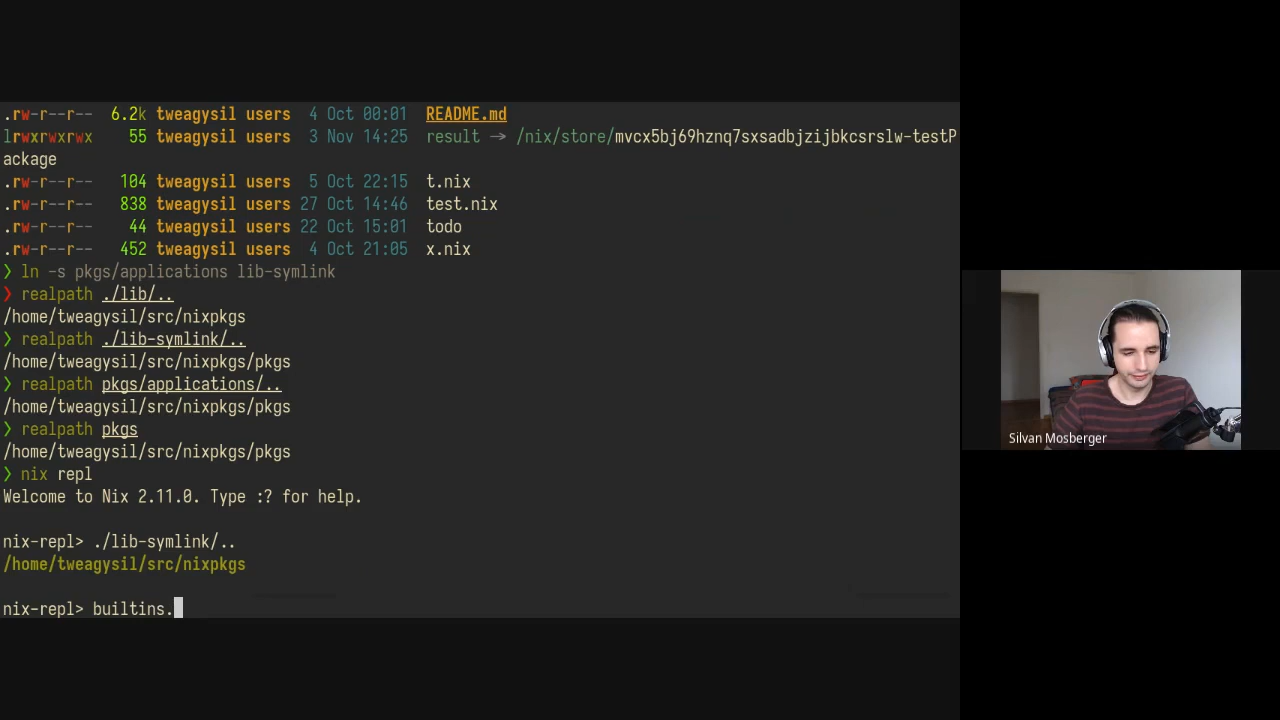 .rw-r--r-- 6.2k tweagysil users 4 Oct 00:01 README.md
lrwxrwxrwx 55 tweagysil users 3 Nov 14:25 result → /nix/store/mvcx5bj69hznq7sxsadbjzijbkcsrslw-testP
ackage
.rw-r--r-- 104 tweagysil users 5 Oct 22:15 t.nix
.rw-r--r-- 838 tweagysil users 27 Oct 14:46 test.nix
.rw-r--r-- 44 tweagysil users 22 Oct 15:01 todo
.rw-r--r-- 452 tweagysil users 4 Oct 21:05 x.nix
❯ ln -s pkgs/applications lib-symlink
❯ realpath ./lib/..
/home/tweagysil/src/nixpkgs
❯ realpath ./lib-symlink/..
/home/tweagysil/src/nixpkgs/pkgs
❯ realpath pkgs/applications/..
/home/tweagysil/src/nixpkgs/pkgs
❯ realpath pkgs
/home/tweagysil/src/nixpkgs/pkgs
❯ nix repl
Welcome to Nix 2.11.0. Type :? for help.
nix-repl> ./lib-symlink/..
/home/tweagysil/src/nixpkgs
nix-repl> builtins.
Silvan Mosberger